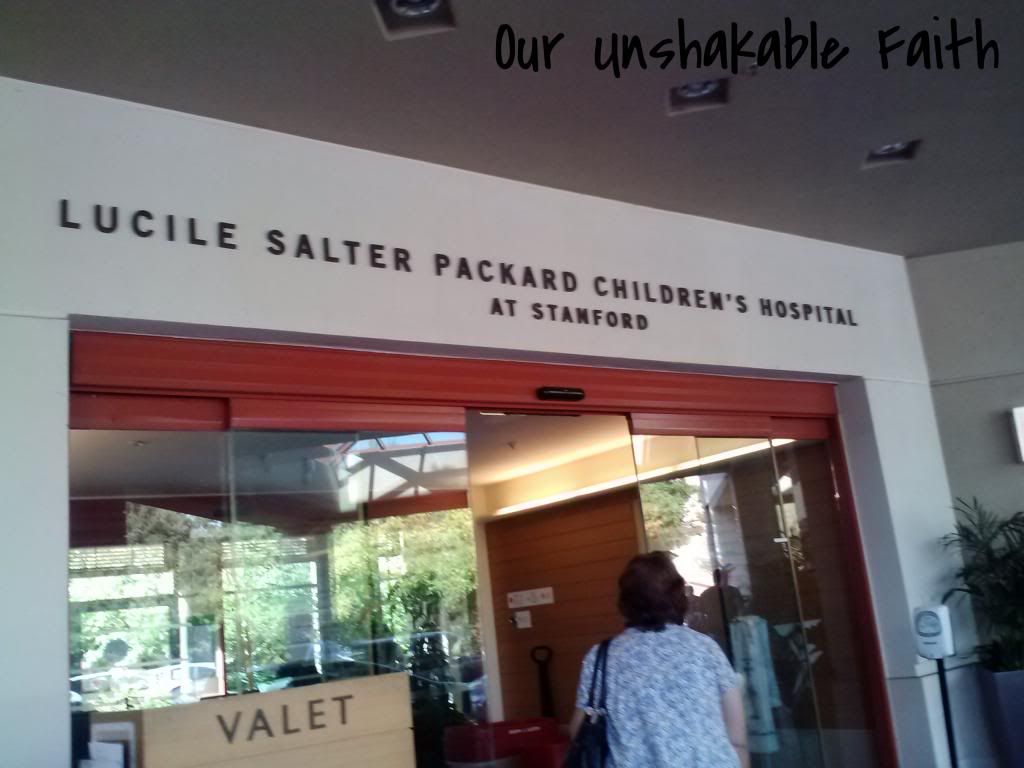 Our Unshakable Faith
LUCILE SALTER PACKARD CHILDREN'S HOSPITAL
AT STANFORD
VALET